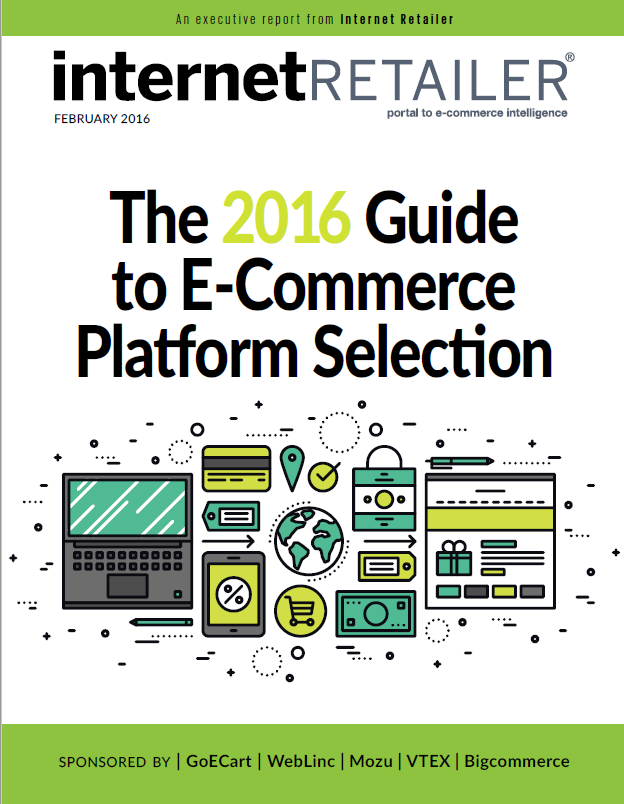 An executive report from Internet Retailer
internetRETAILER®
portal to e-commerce intelligence
FEBRUARY 2016
The 2016 Guide
to E-Commerce
Platform Selection
%
SPONSORED BY | GoECart | WebLinc | Mozu | VTEX | Bigcommerce